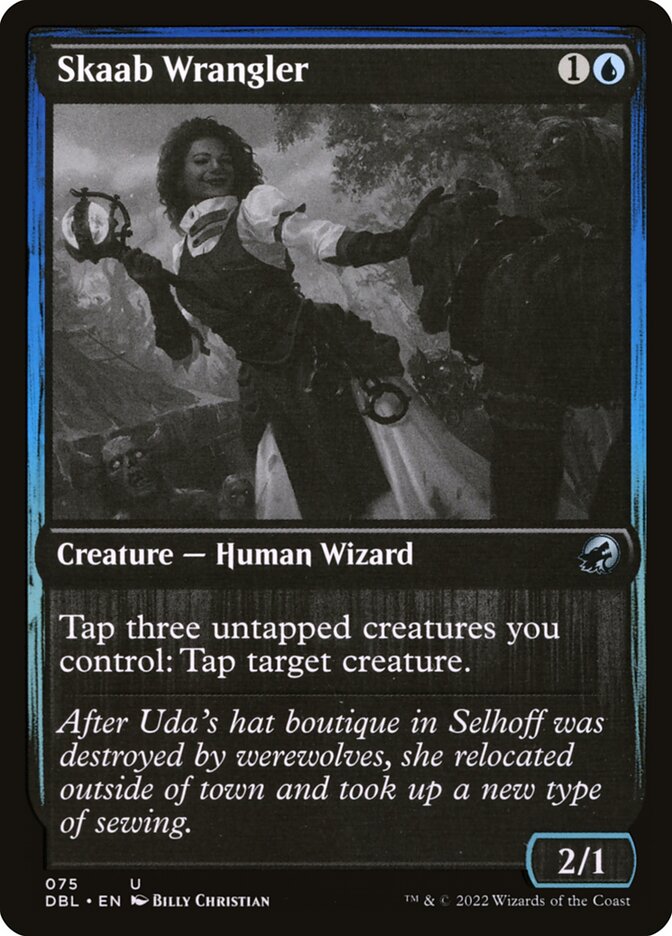 Skaab Wrangler 1
Creature — Human Wizard
Tap three untapped creatures you
control: Tap target creature.
After Uda's hat boutique in Selhoff was
destroyed by werewolves, she relocated
outside of town and took up a new type
of sewing.
2/1
075 U
DBL • EN Billy Christian ™ & © 2022 Wizards of the Coast